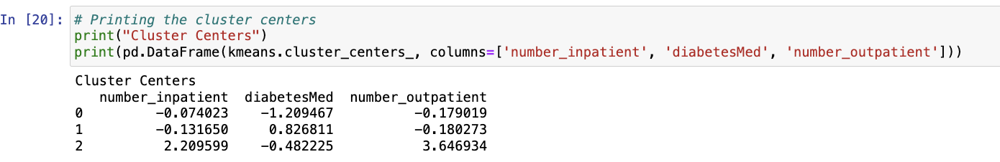 In [20]: # Printing the cluster centers
print("Cluster Centers")
print(pd.DataFrame(kmeans.cluster_centers_, columns=['number_inpatient', 'diabetesMed', 'number_outpatient']))
Cluster Centers
number_inpatient diabetesMed number_outpatient
0 -0.074023 -1.209467 -0.179019
1 -0.131650 0.826811 -0.180273
2 2.209599 -0.482225 3.646934